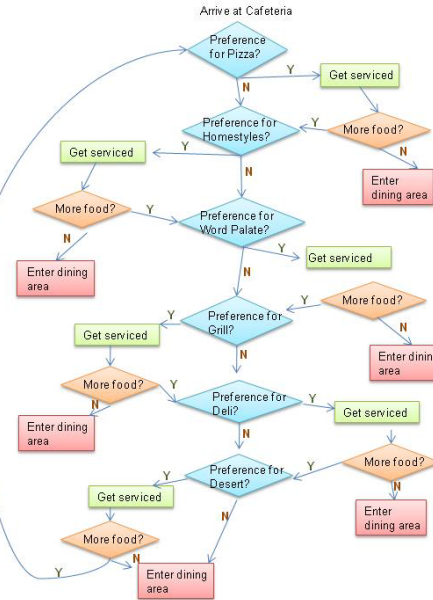 Arrive at Cafeteria
Preference
for Pizza?
Y
Get serviced
N
Preference for
Homestyles?
Y
More food?
Y
Get serviced
N
Enter
dining area
N
More food?
Y
Preference for
Word Palate?
N
Y
Get serviced
Enter dining
area
N
More food?
Y
Preference for
Grill?
Y
Get serviced
N
Enter dinin
area
N
More food?
Y
N
Preference for
Deli?
Y
Get serviced
Enter dining
area
N
More food?
Y
Preference for
Desert?
Y
Get serviced
N
Enter
dining area
N
More food?
N
Y
Enter dining
area